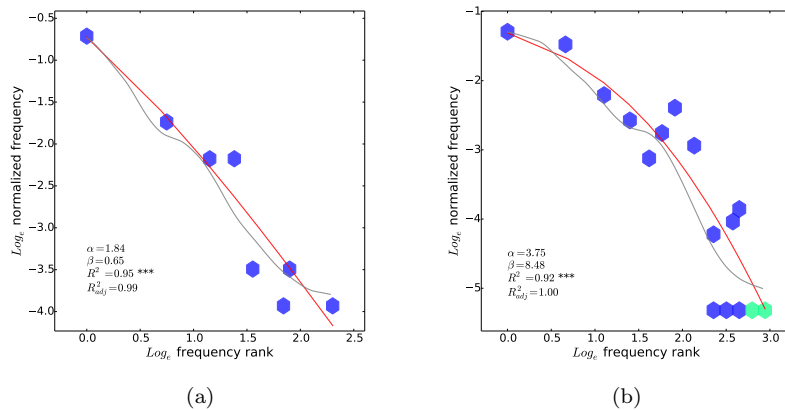 −0.5
−1.0
−1.5
−2.0
−2.5
−3.0
−3.5
−4.0
Log_e normalized frequency
α=1.84
β=0.65
R² =0.95 ***
R²_adj=0.99
0.0 0.5 1.0 1.5 2.0 2.5
Log_e frequency rank
(a)
−1
−2
−3
−4
−5
Log_e normalized frequency
α=3.75
β=8.48
R² =0.92 ***
R²_adj=1.00
0.0 0.5 1.0 1.5 2.0 2.5 3.0
Log_e frequency rank
(b)